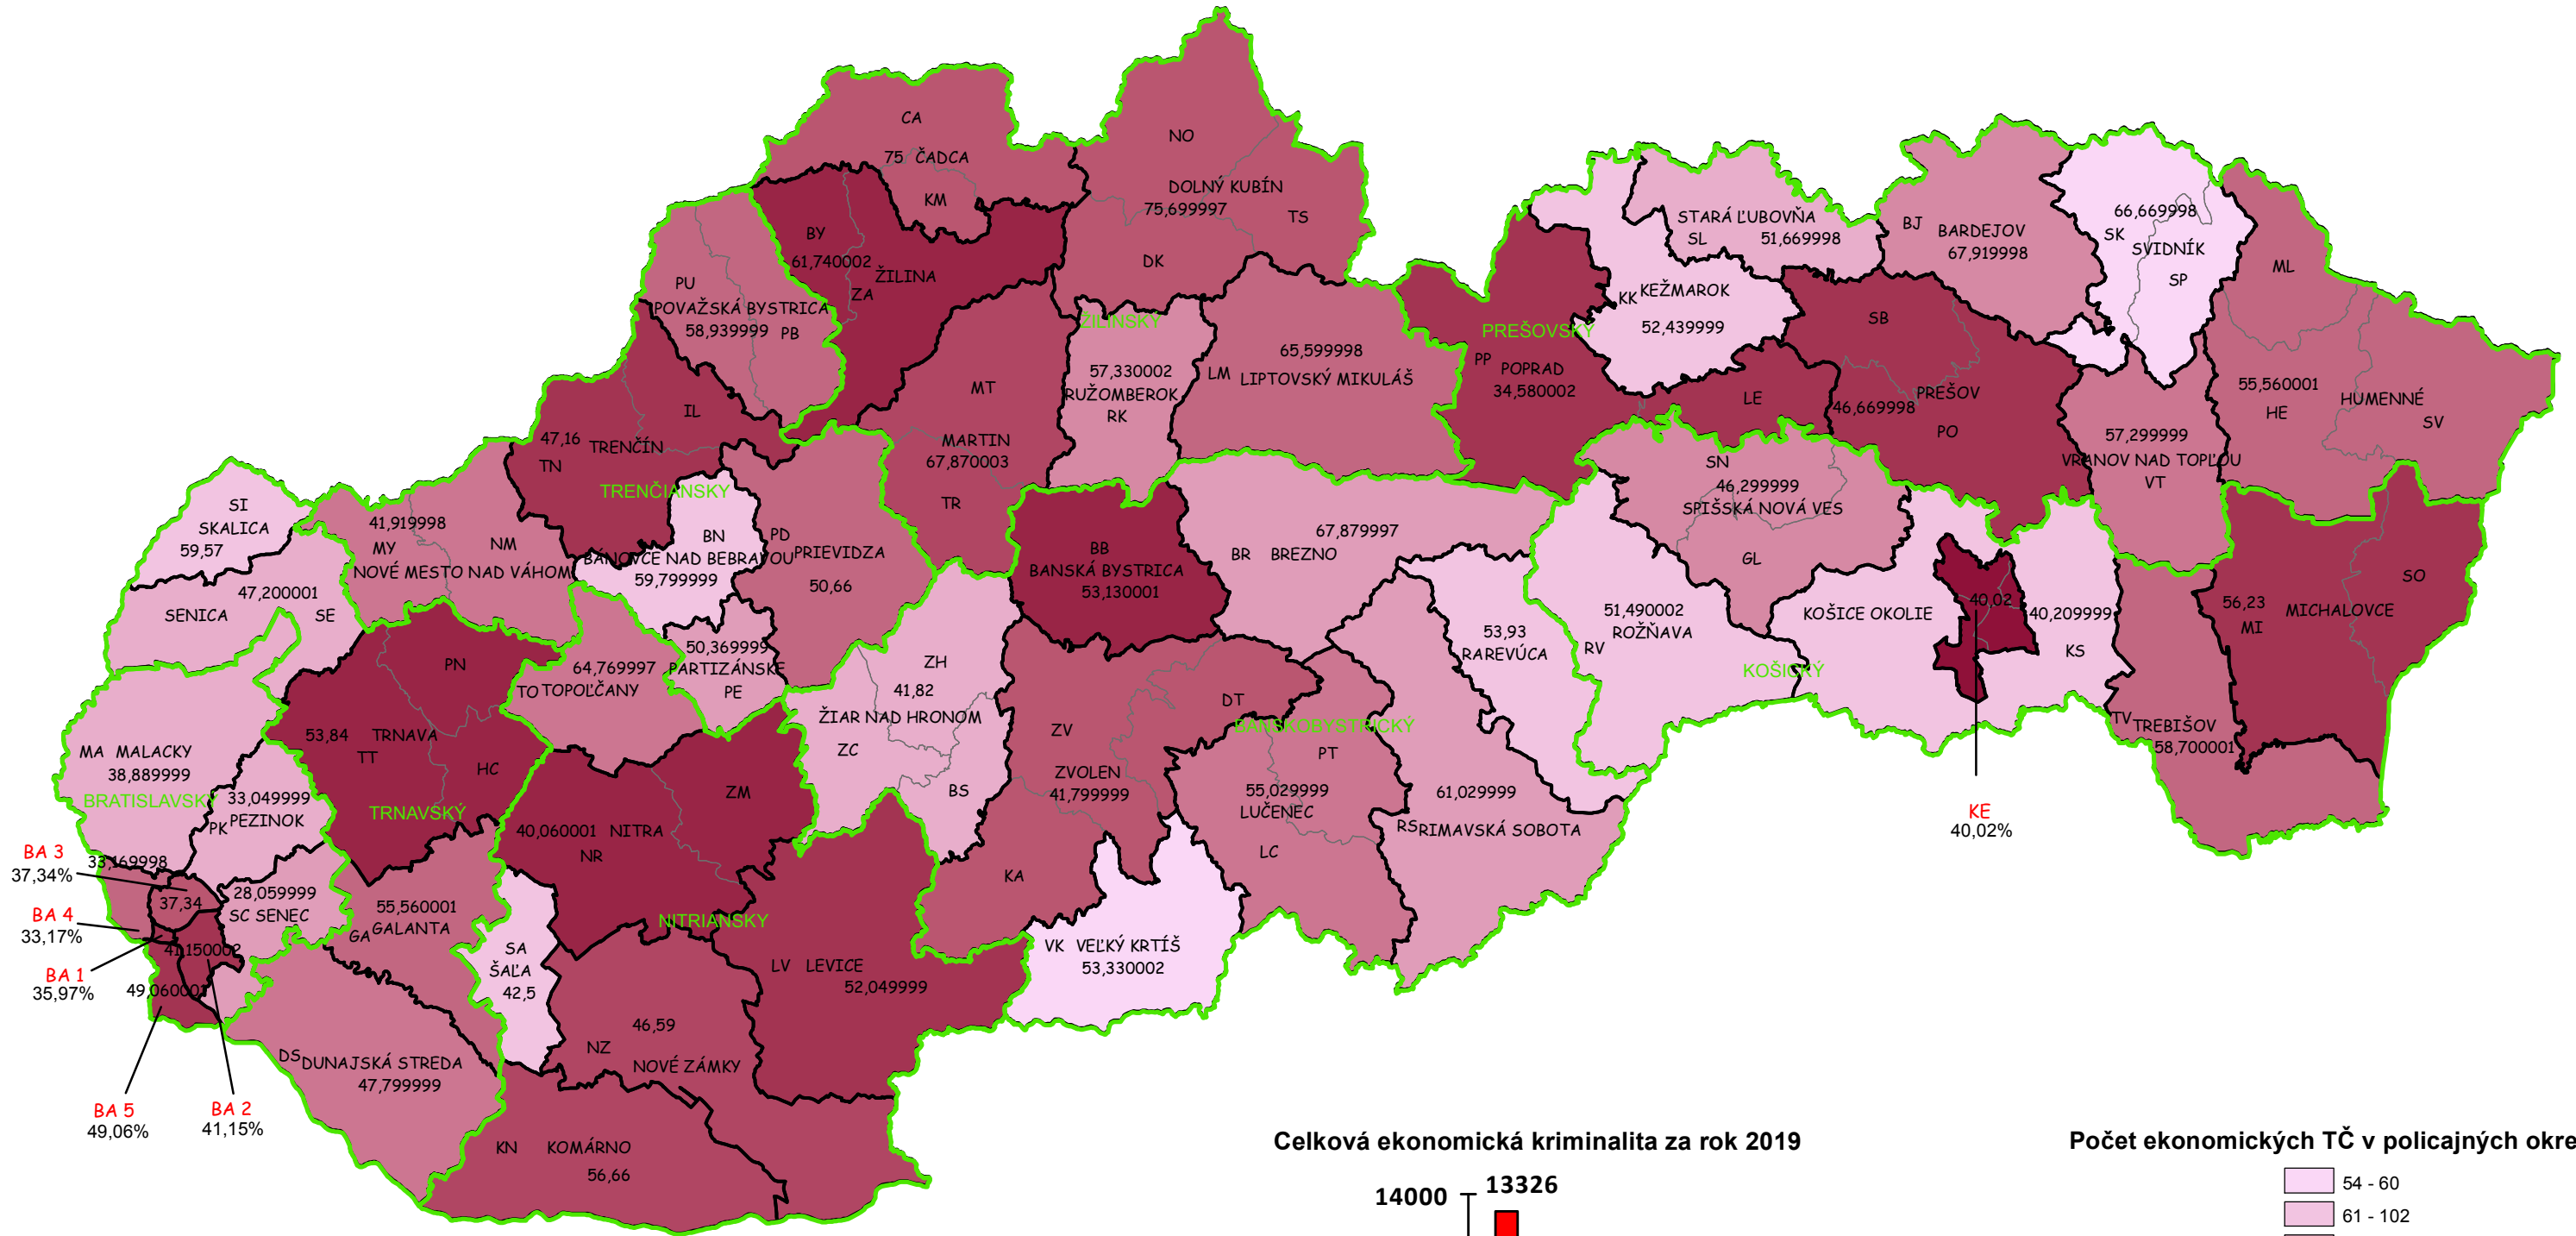 CA
75 ČADCA
KM
NO
DOLNÝ KUBÍN
75,699997
TS
DK
BY
61,740002
ŽILINA
ZA
PU
POVAŽSKÁ BYSTRICA
58,939999 PB
ŽILINSKÝ
57,330002
RUŽOMBEROK
RK
65,599998
LM LIPTOVSKÝ MIKULÁŠ
MT
MARTIN
67,870003
TR
IL
47,16 TRENČÍN
TN
TRENČIANSKY
BN
BÁNOVCE NAD BEBRAVOU
59,799999
PD
PRIEVIDZA
50,66
SI
SKALICA
59,57
47,200001
SENICA SE
41,919998
MY NM
NOVÉ MESTO NAD VÁHOM
50,369999
PARTIZÁNSKE
PE
64,769997
TO TOPOĽČANY
PN
53,84 TRNAVA
TT
HC
TRNAVSKÝ
MA MALACKY
38,889999
BRATISLAVSKÝ
33,049999
PK PEZINOK
28,059999
SC SENEC
33,169998
37,34
41,150002
BA 3
37,34%
BA 4
33,17%
BA 1
35,97%
BA 5
49,06%
BA 2
41,15%
55,560001
GA GALANTA
DS DUNAJSKÁ STREDA
47,799999
SA
ŠAĽA
42,5
ZM
40,060001 NITRA
NR
NITRIANSKY
LV LEVICE
52,049999
46,59
NZ
NOVÉ ZÁMKY
KN KOMÁRNO
56,66
ZH
41,82
ŽIAR NAD HRONOM
ZC
BS
BB
BANSKÁ BYSTRICA
53,130001
67,879997
BR BREZNO
DT
ZV
ZVOLEN
41,799999
KA
BANSKOBYSTRICKÝ
PT
55,029999
LUČENEC
LC
VK VEĽKÝ KRTÍŠ
53,330002
53,93
RAREVÚCA
61,029999
RS RIMAVSKÁ SOBOTA
51,490002
ROŽŇAVA
RV
KOŠICKÝ
SN
46,299999
SPIŠSKÁ NOVÁ VES
GL
PREŠOVSKÝ
PP
POPRAD
34,580002
LE
STARÁ ĽUBOVŇA
SL 51,669998
KK KEŽMAROK
52,439999
SB
46,669998 PREŠOV
PO
BJ BARDEJOV
67,919998
66,669998
SK SVIDNÍK
SP
ML
55,560001
HE HUMENNÉ
SV
57,299999
VRANOV NAD TOPĽOU
VT
KOŠICE OKOLIE
40,02
40,209999
KS
KE
40,02%
SO
56,23 MICHALOVCE
MI
TV TREBIŠOV
58,700001
Celková ekonomická kriminalita za rok 2019
14000
13326
Počet ekonomických TČ v policajných okre
54 - 60
61 - 102